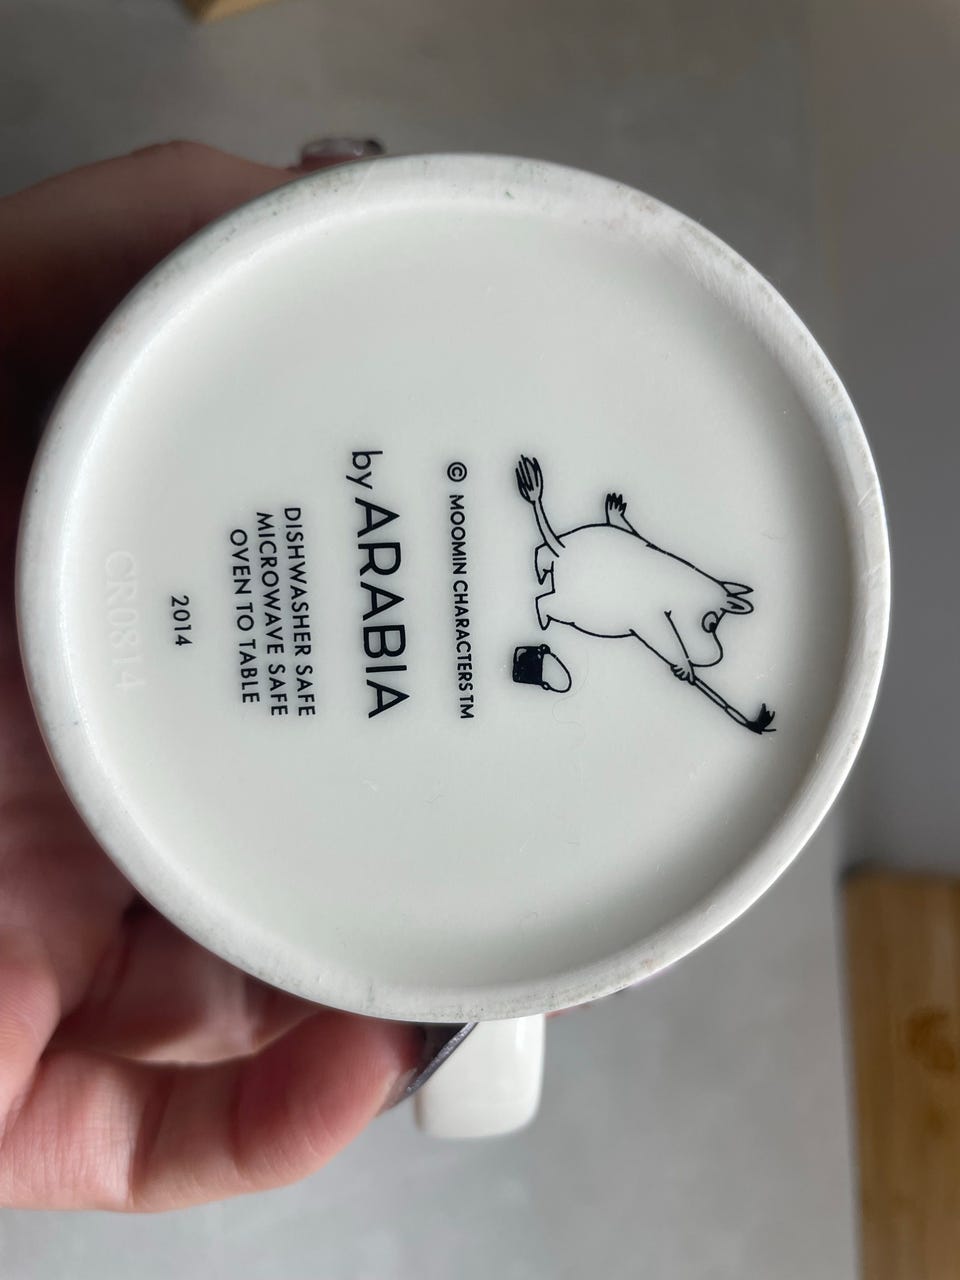 © MOOMIN CHARACTERS TM
by ARABIA
DISHWASHER SAFE
MICROWAVE SAFE
OVEN TO TABLE
2014
CR0814